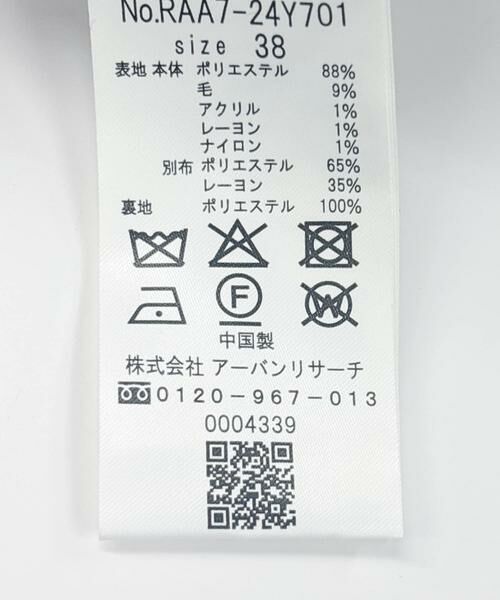 No.RAA7-24Y701
size 38
表地 本体 ポリエステル 88%
毛 9%
アクリル 1%
レーヨン 1%
ナイロン 1%
別布 ポリエステル 65%
レーヨン 35%
裏地 ポリエステル 100%
F W
中国製
株式会社 アーバンリサーチ
0120-967-013
0004339